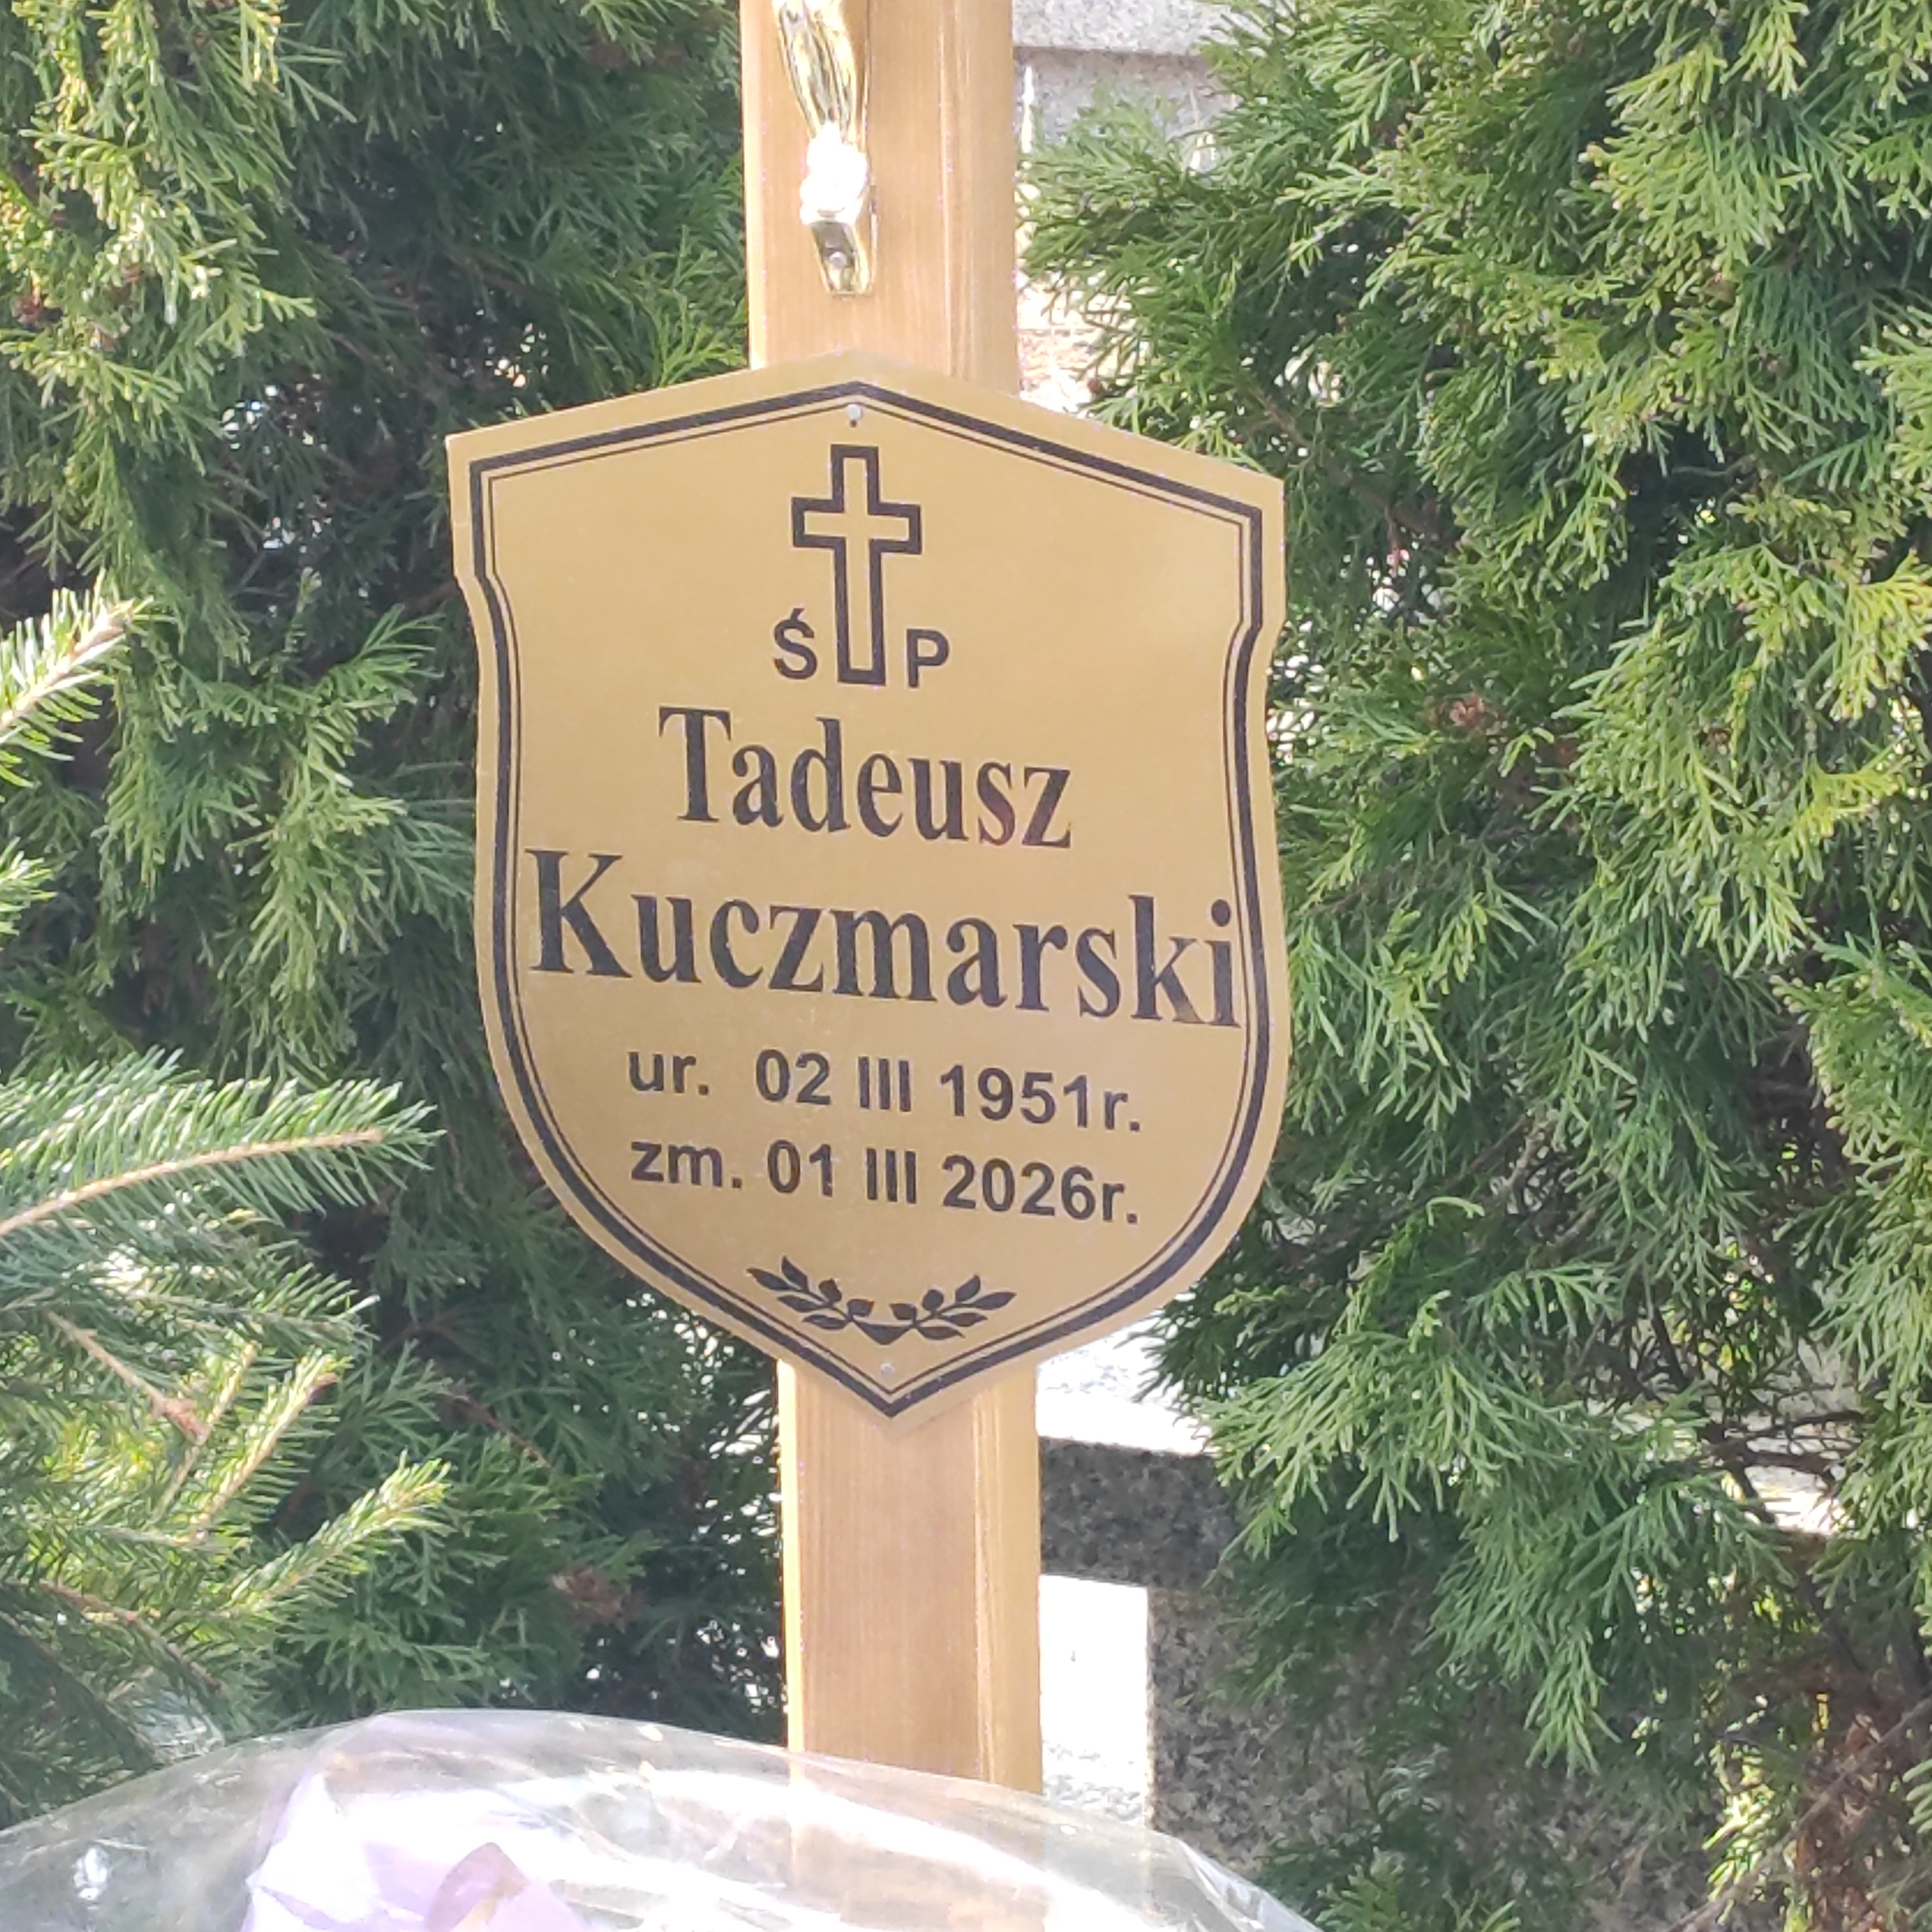 Ś P
Tadeusz
Kuczmarski
ur. 02 III 1951r.
zm. 01 III 2026r.